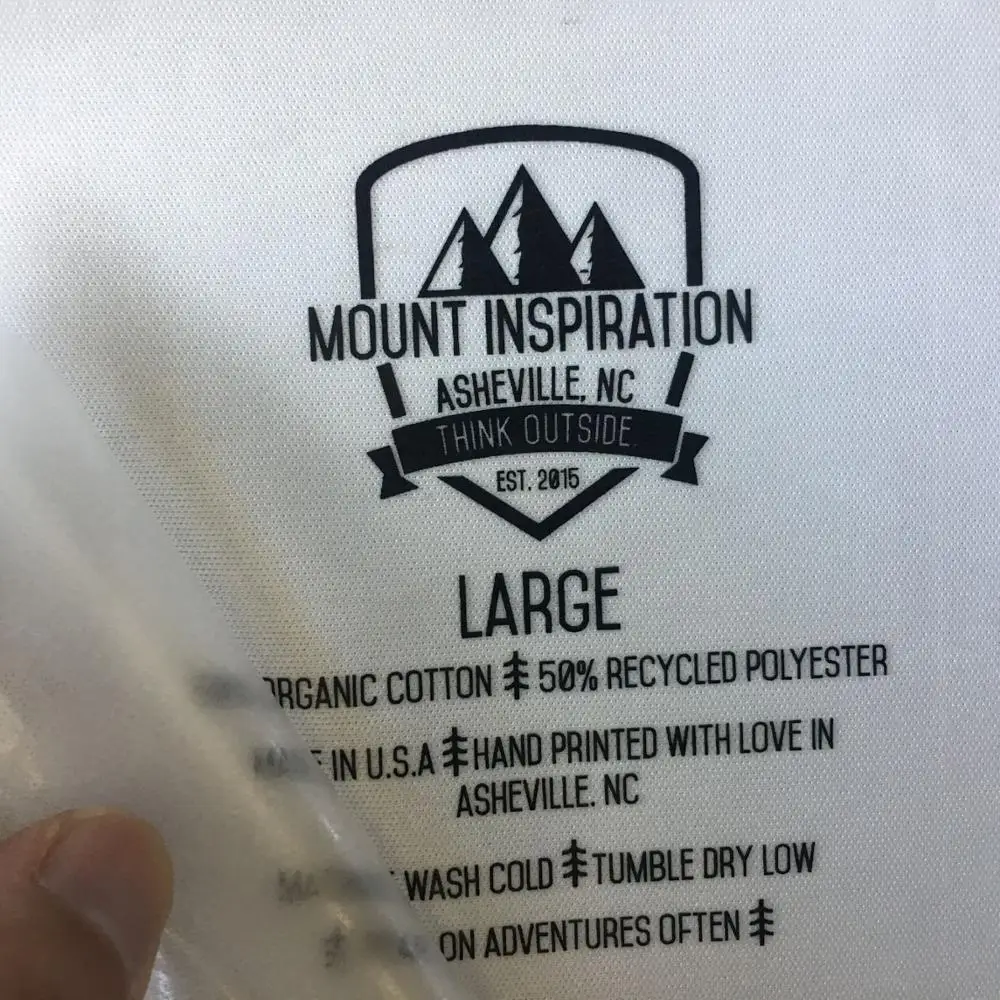 MOUNT INSPIRATION
ASHEVILLE, NC
THINK OUTSIDE.
EST. 2015
LARGE
ORGANIC COTTON 50% RECYCLED POLYESTER
MADE IN U.S.A HAND PRINTED WITH LOVE IN
ASHEVILLE. NC
WASH COLD TUMBLE DRY LOW
ON ADVENTURES OFTEN